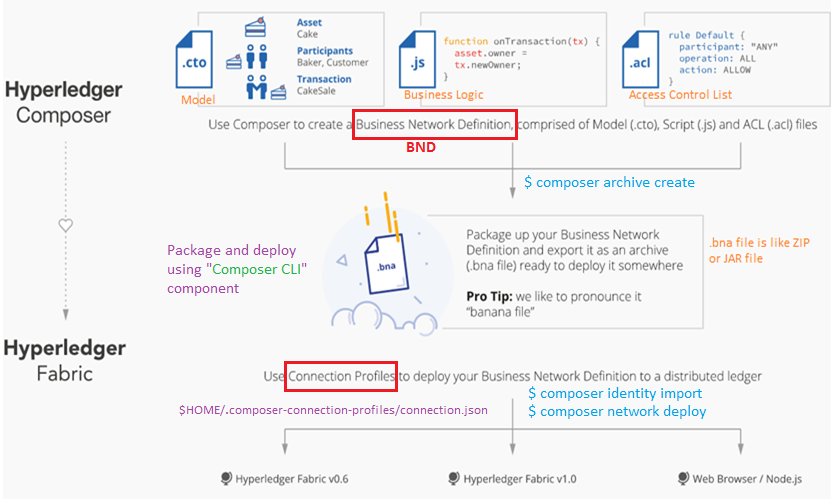 Hyperledger
Composer
.cto
Model
Asset
Cake
Participants
Baker, Customer
Transaction
CakeSale
.js
function onTransaction(tx) {
asset.owner =
tx.newOwner;
}
Business Logic
.acl
rule Default {
participant: "ANY"
operation: ALL
action: ALLOW
}
Access Control List
Use Composer to create a Business Network Definition, comprised of Model (.cto), Script (.js) and ACL (.acl) files
BND
$ composer archive create
Package and deploy
using "Composer CLI"
component
.bna
Package up your Business Network
Definition and export it as an archive
(.bna file) ready to deploy it somewhere
Pro Tip: we like to pronounce it
“banana file”
.bna file is like ZIP
or JAR file
Hyperledger
Fabric
Use Connection Profiles to deploy your Business Network Definition to a distributed ledger
$HOME/.composer-connection-profiles/connection.json
$ composer identity import
$ composer network deploy
Hyperledger Fabric v0.6
Hyperledger Fabric v1.0
Web Browser / Node.js